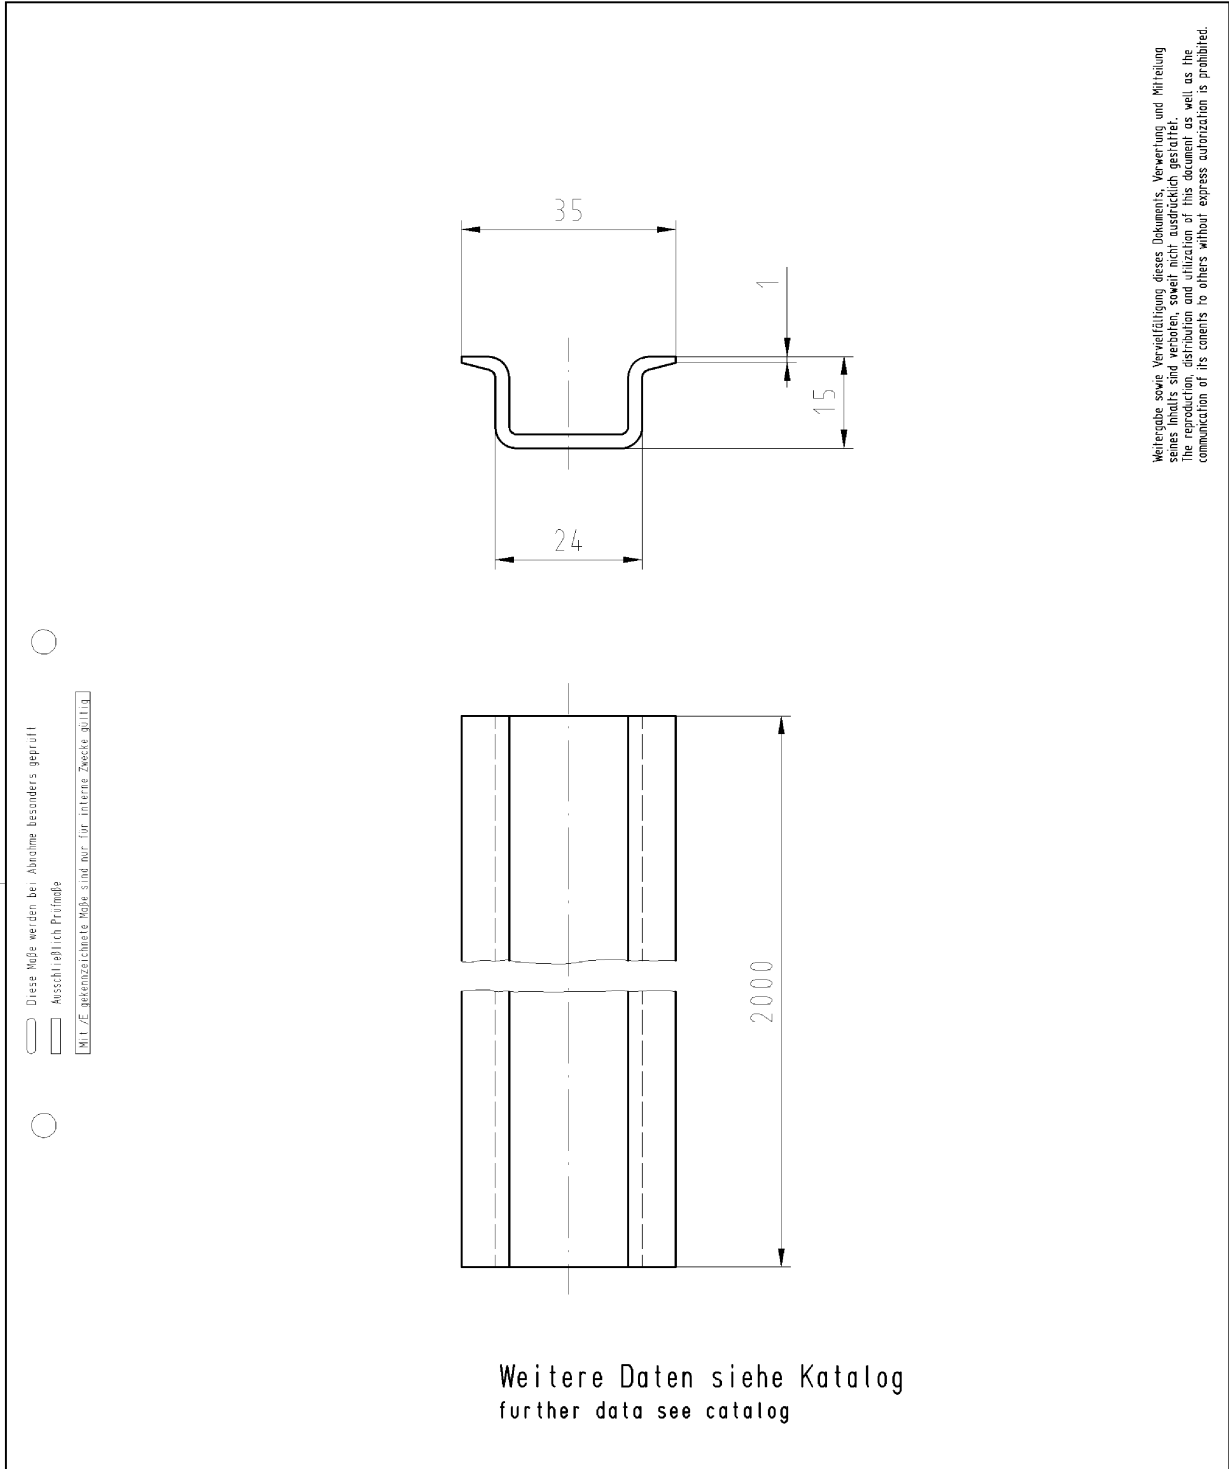 Weitergabe sowie Vervielfältigung dieses Dokuments, Verwertung und Mitteilung
seines Inhalts sind verboten, soweit nicht ausdrücklich gestattet.
The reproduction, distribution and utilization of this document as well as the
communication of its conents to others without express autorization is prohibited.
35
1
15
24
Diese Maße werden bei Abnahme besonders geprüft
Ausschließlich Prüfmaße
Mit /E gekennzeichnete Maße sind nur für interne Zwecke gültig
2000
Weitere Daten siehe Katalog
further data see catalog